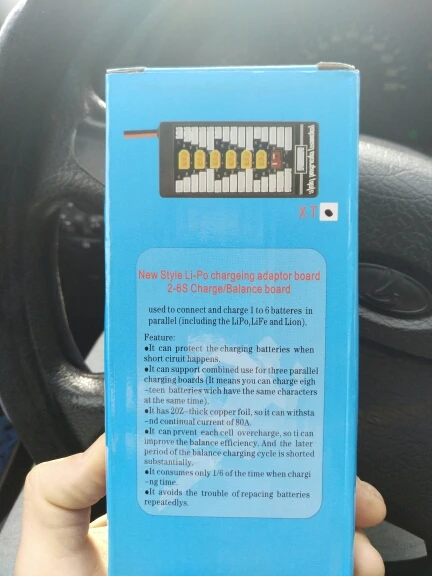 XT
New Style Li-Po chargeing adaptor board
2-6S Charge/Balance board
used to connect and charge 1 to 6 batteres in
parallel (including the LiPo,LiFe and Lion).
Feature:
●It can protect the charging batteries when
short ciruit happens.
●It can support combined use for three parallel
charging boards (It means you can charge eigh
-teen batteries wich have the same characters
at the same time).
●It has 20Z-thick copper foil, so it can withsta
-nd continual current of 80A.
●It can prvent each cell overcharge, so ti can
improve the balance efficiency. And the later
period of the balance charging cycle is shorted
substantially.
●It consumes only 1/6 of the time when chargi
-ng time.
●It avoids the trouble of repacing batteries
repeatedlys.